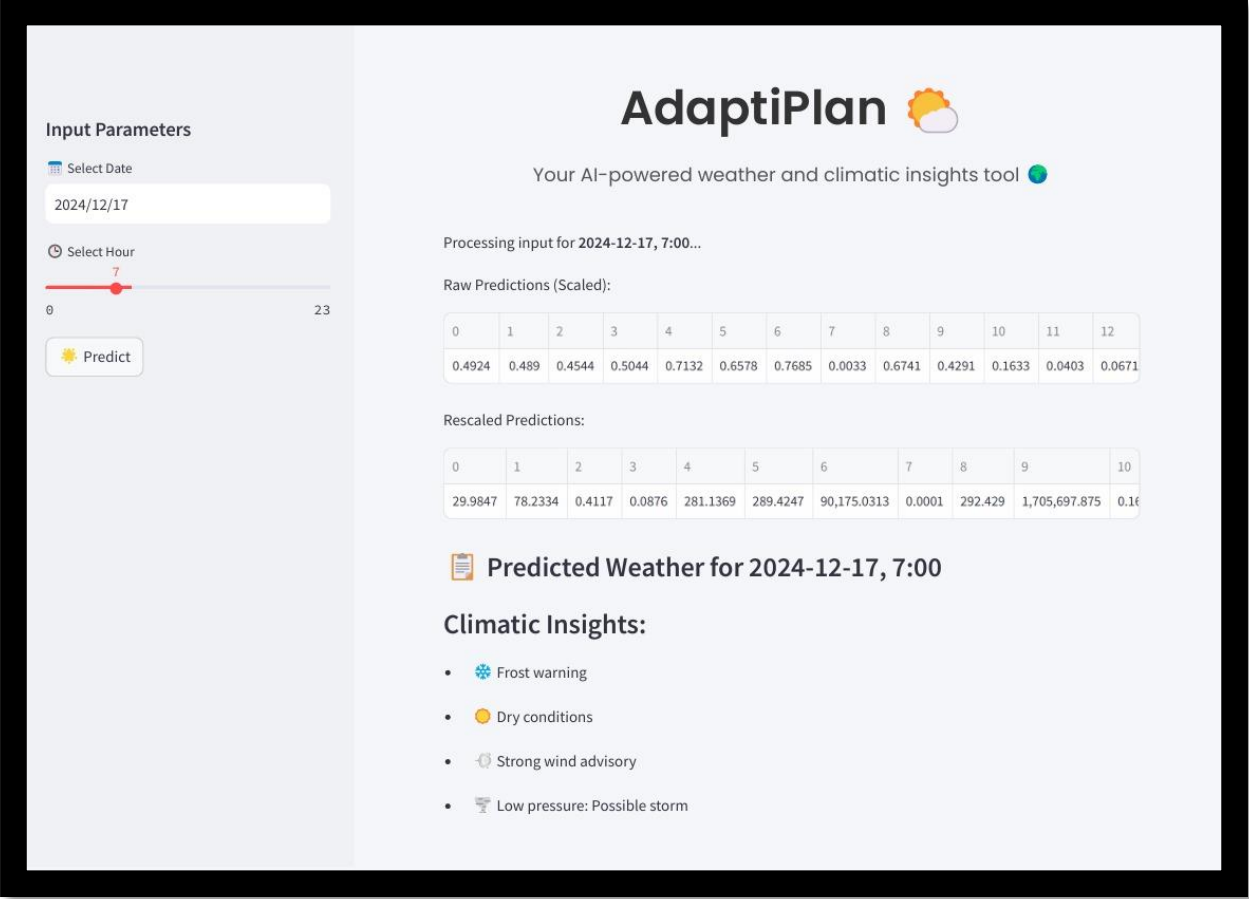 Input Parameters
Select Date
2024/12/17
Select Hour
7
0 23
Predict
AdaptiPlan
Your AI-powered weather and climatic insights tool
Processing input for 2024-12-17, 7:00...
Raw Predictions (Scaled):
0 1 2 3 4 5 6 7 8 9 10 11 12
0.4924 0.489 0.4544 0.5044 0.7132 0.6578 0.7685 0.0033 0.6741 0.4291 0.1633 0.0403 0.0671
Rescaled Predictions:
0 1 2 3 4 5 6 7 8 9 10
29.9847 78.2334 0.4117 0.0876 281.1369 289.4247 90,175.0313 0.0001 292.429 1,705,697.875
Predicted Weather for 2024-12-17, 7:00
Climatic Insights:
• Frost warning
• Dry conditions
• Strong wind advisory
• Low pressure: Possible storm